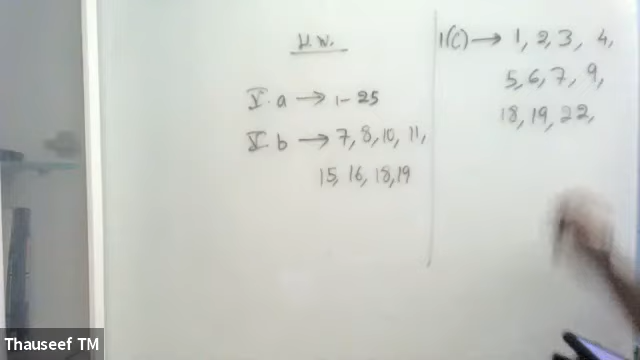 H.W.
V. a → 1-25
V. b → 7, 8, 10, 11,
15, 16, 18, 19
1(C) → 1, 2, 3, 4,
5, 6, 7, 9,
18, 19, 22,
Thauseef TM